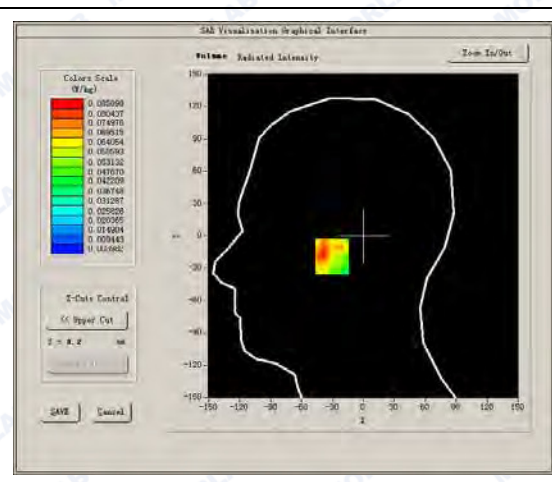 SAR Visualisation Graphical Interface
Volume Radiated Intensity
Zoom In/Out
Colors Scale
(W/kg)
0.085898
0.080437
0.074976
0.069515
0.064054
0.058593
0.053132
0.047670
0.042209
0.036748
0.031287
0.025826
0.020365
0.014904
0.009443
150
120
90
60
30
0
-30
-60
-90
-120
-150
Y
-150 -120 -90 -60 -30 0 30 60 90 120 150
X
Z-Cuts Control
<< Upper Cut
mm
SAVE
Cancel